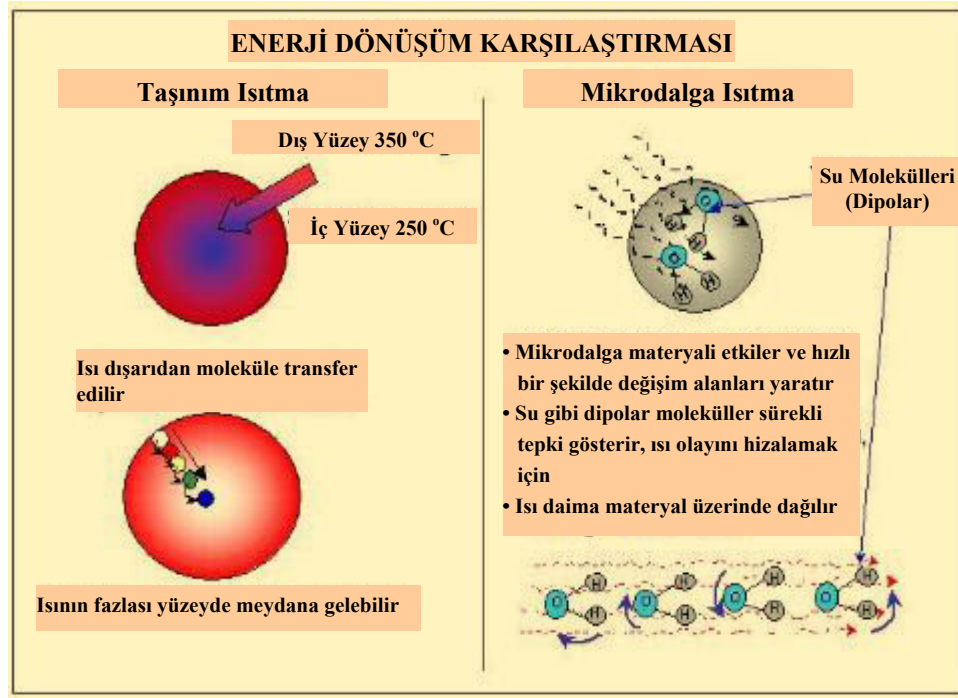 ENERJİ DÖNÜŞÜM KARŞILAŞTIRMASI
Taşınım Isıtma
Dış Yüzey 350 °C
İç Yüzey 250 °C
Isı dışarıdan moleküle transfer
edilir
Isının fazlası yüzeyde meydana gelebilir
Mikrodalga Isıtma
Su Molekülleri
(Dipolar)
O
H
H
O
H
H
• Mikrodalga materyali etkiler ve hızlı
bir şekilde değişim alanları yaratır
• Su gibi dipolar moleküller sürekli
tepki gösterir, ısı olayını hizalamak
için
• Isı daima materyal üzerinde dağılır
H H H H
O O O O
H H H H